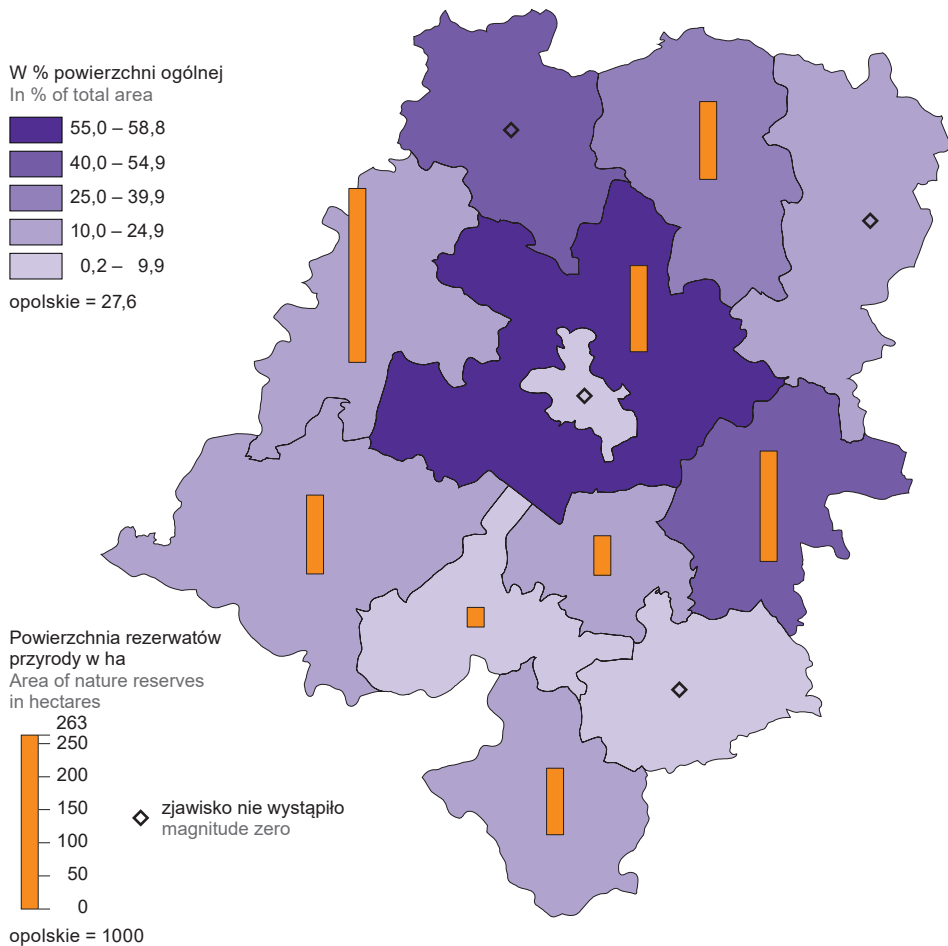 W % powierzchni ogólnej
In % of total area
55,0 – 58,8
40,0 – 54,9
25,0 – 39,9
10,0 – 24,9
0,2 – 9,9
opolskie = 27,6
Powierzchnia rezerwatów
przyrody w ha
Area of nature reserves
in hectares
263
250
200
150
100
50
0
zjawisko nie wystąpiło
magnitude zero
opolskie = 1000